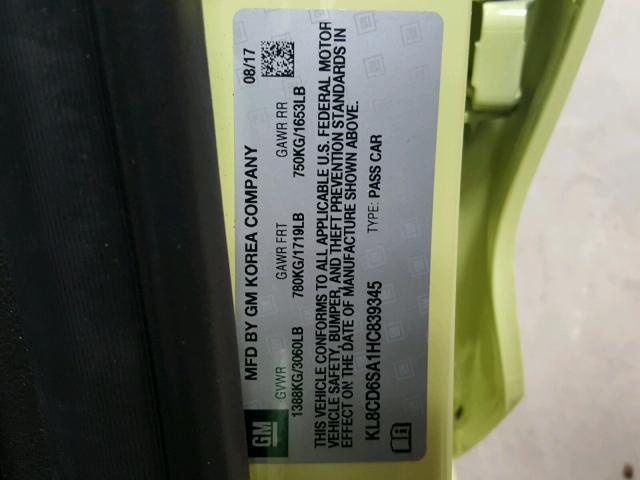 GM MFD BY GM KOREA COMPANY 08/17
GVWR GAWR FRT GAWR RR
1388KG/3060LB 780KG/1719LB 750KG/1653LB
THIS VEHICLE CONFORMS TO ALL APPLICABLE U.S. FEDERAL MOTOR
VEHICLE SAFETY, BUMPER, AND THEFT PREVENTION STANDARDS IN
EFFECT ON THE DATE OF MANUFACTURE SHOWN ABOVE.
KL8CD6SA1HC839345 TYPE: PASS CAR